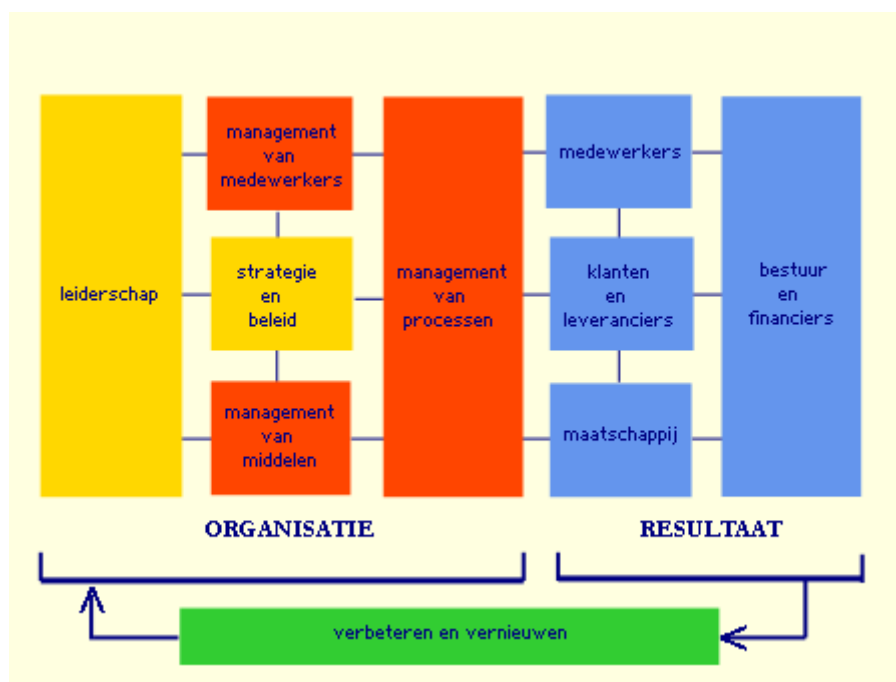 leiderschap
management
van
medewerkers
strategie
en
beleid
management
van
middelen
management
van
processen
medewerkers
klanten
en
leveranciers
maatschappij
bestuur
en
financiers
ORGANISATIE
RESULTAAT
verbeteren en vernieuwen